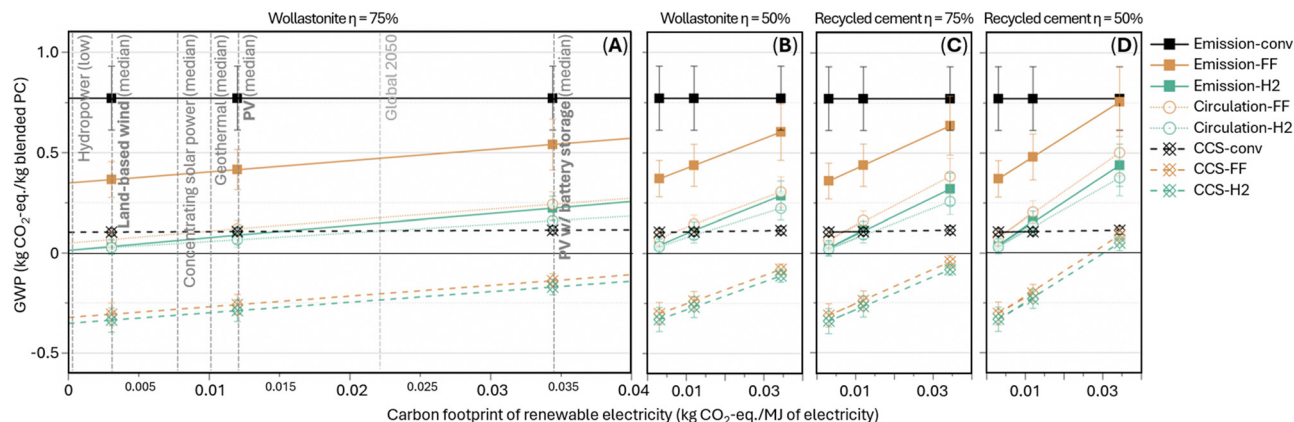 Wollastonite η = 75%
Wollastonite η = 50%
Recycled cement η = 75%
Recycled cement η = 50%
(A)
(B)
(C)
(D)
GWP (kg CO₂-eq./kg blended PC)
1.0
0.5
0
-0.5
Hydropower (low)
Land-based wind (median)
Concentrating solar power (median)
Geothermal (median)
PV (median)
Global 2050
PV w/ battery storage (median)
0
0.005
0.01
0.015
0.02
0.025
0.03
0.035
0.04
0.01
0.03
0.01
0.03
0.01
0.03
Carbon footprint of renewable electricity (kg CO₂-eq./MJ of electricity)
Emission-conv
Emission-FF
Emission-H2
Circulation-FF
Circulation-H2
CCS-conv
CCS-FF
CCS-H2